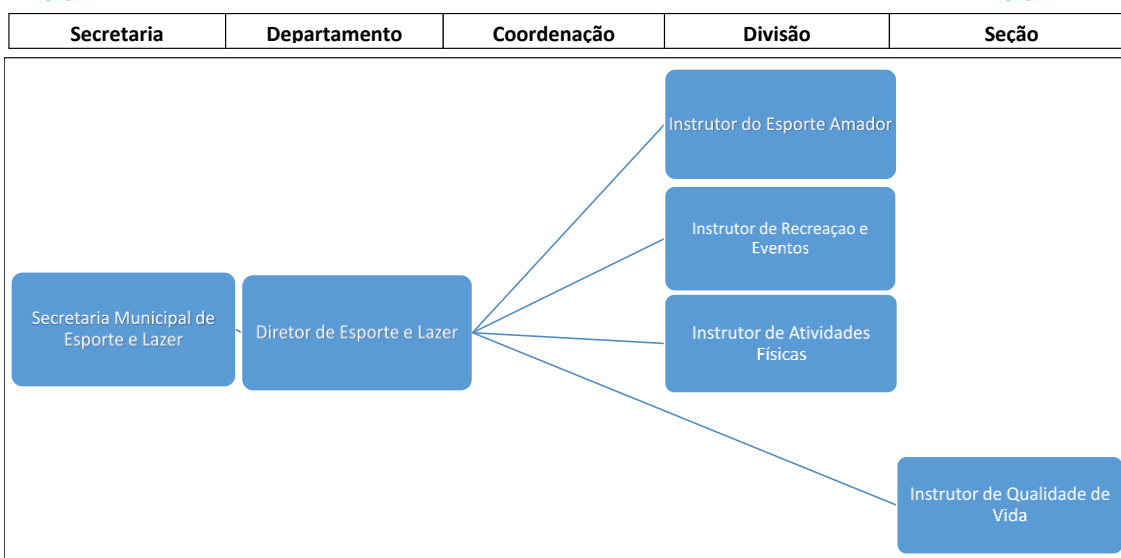 Secretaria Departamento Coordenação Divisão Seção
Instrutor do Esporte Amador
Instrutor de Recreaçao e
Eventos
Secretaria Municipal de
Esporte e Lazer
Diretor de Esporte e Lazer
Instrutor de Atividades
Físicas
Instrutor de Qualidade de
Vida